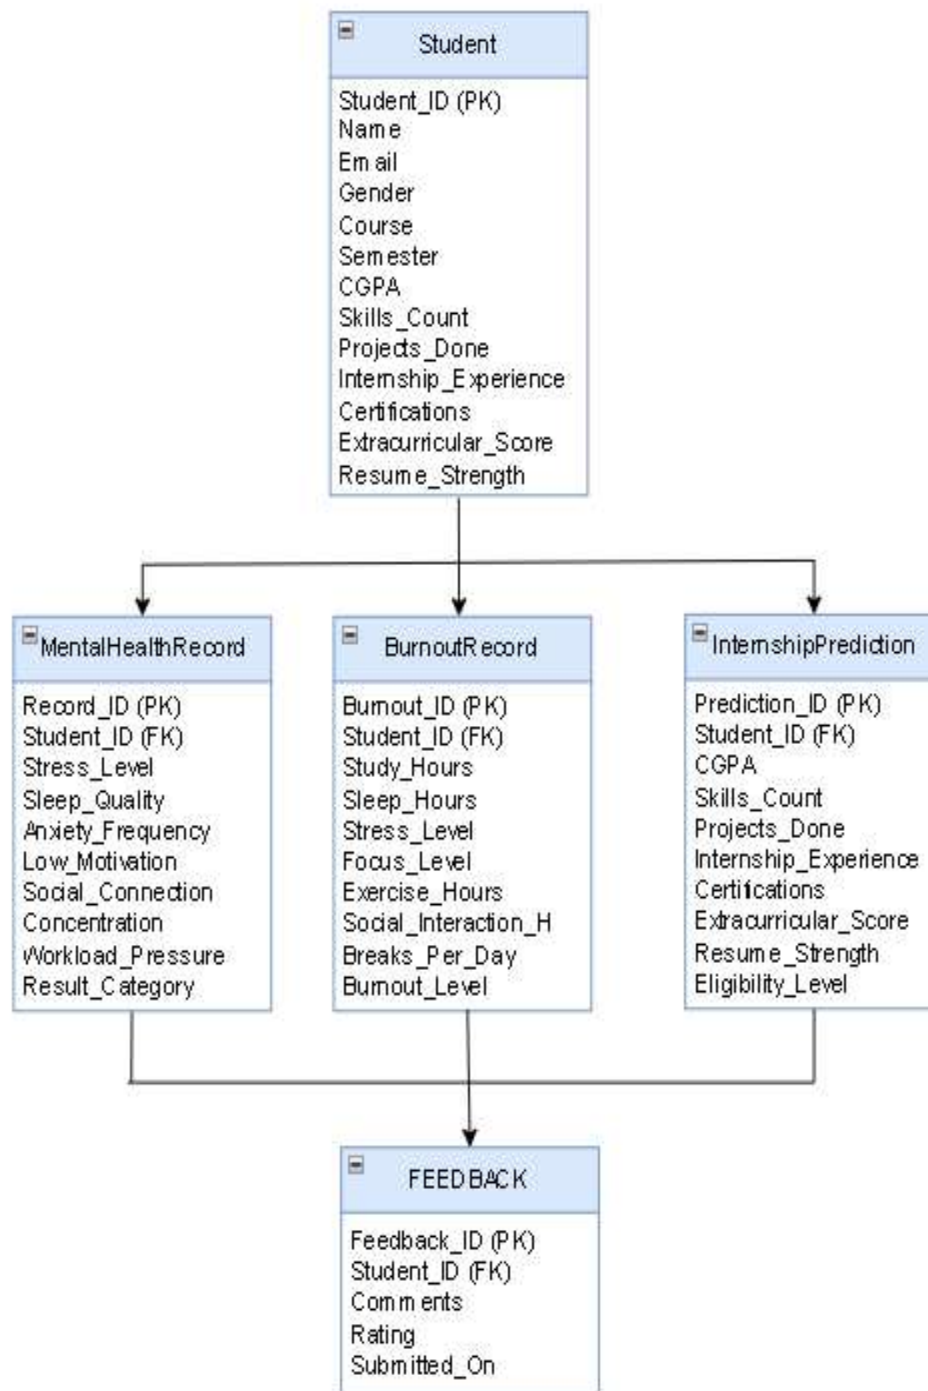 Student
Student_ID (PK)
Name
Email
Gender
Course
Semester
CGPA
Skills_Count
Projects_Done
Internship_Experience
Certifications
Extracurricular_Score
Resume_Strength
MentalHealthRecord
Record_ID (PK)
Student_ID (FK)
Stress_Level
Sleep_Quality
Anxiety_Frequency
Low_Motivation
Social_Connection
Concentration
Workload_Pressure
Result_Category
BurnoutRecord
Burnout_ID (PK)
Student_ID (FK)
Study_Hours
Sleep_Hours
Stress_Level
Focus_Level
Exercise_Hours
Social_Interaction_H
Breaks_Per_Day
Burnout_Level
InternshipPrediction
Prediction_ID (PK)
Student_ID (FK)
CGPA
Skills_Count
Projects_Done
Internship_Experience
Certifications
Extracurricular_Score
Resume_Strength
Eligibility_Level
FEEDBACK
Feedback_ID (PK)
Student_ID (FK)
Comments
Rating
Submitted_On